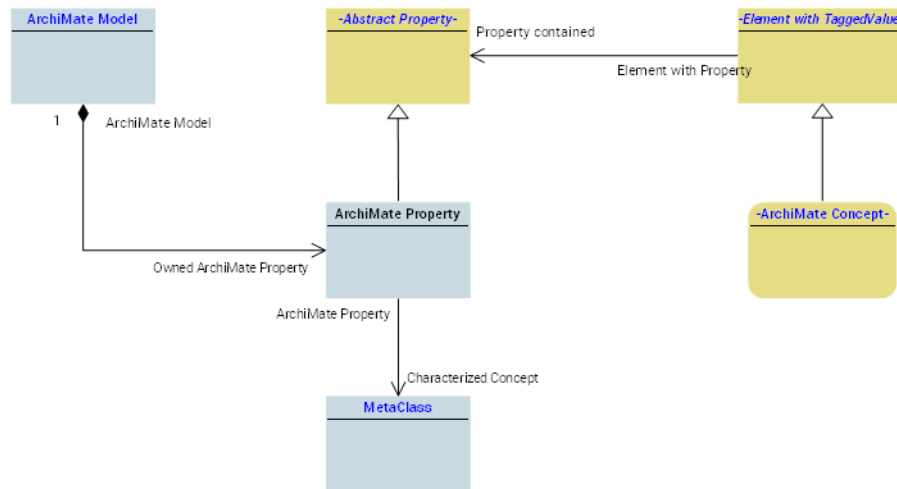 ArchiMate Model
-Abstract Property-
-Element with TaggedValue
Property contained
Element with Property
1
ArchiMate Model
ArchiMate Property
-ArchiMate Concept-
Owned ArchiMate Property
ArchiMate Property
Characterized Concept
MetaClass